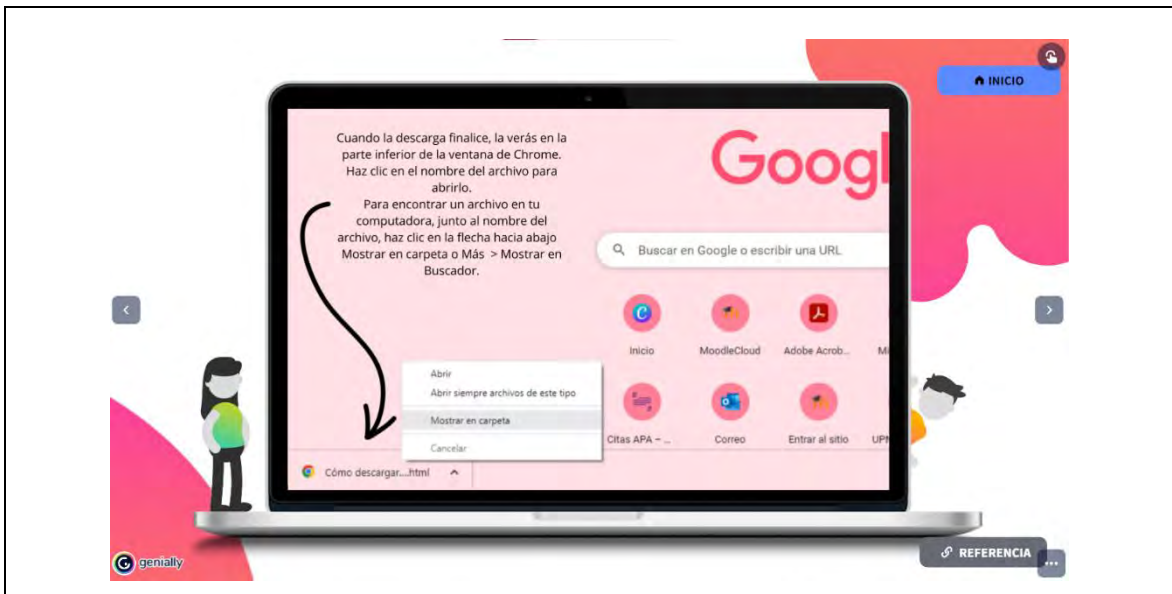 INICIO
Cuando la descarga finalice, la verás en la
parte inferior de la ventana de Chrome.
Haz clic en el nombre del archivo para
abrirlo.
Para encontrar un archivo en tu
computadora, junto al nombre del
archivo, haz clic en la flecha hacia abajo
Mostrar en carpeta o Más > Mostrar en
Buscador.
Googl
Buscar en Google o escribir una URL
Inicio
MoodleCloud
Adobe Acrob...
Mi
Abrir
Abrir siempre archivos de este tipo
Mostrar en carpeta
Cancelar
Citas APA – ...
Correo
Entrar al sitio
UPN
Cómo descargar....html
REFERENCIA
genially